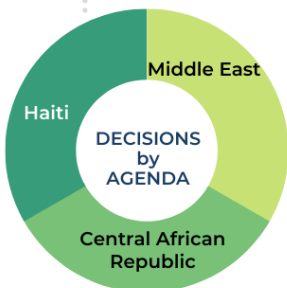 Middle East
Haiti
DECISIONS
by
AGENDA
Central African
Republic